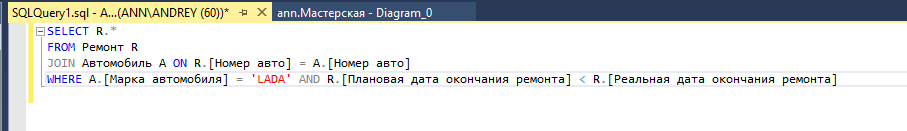 SQLQuery1.sql - A...(ANN\ANDREY (60))* ann.Мастерская - Diagram_0
SELECT R.*
FROM Ремонт R
JOIN Автомобиль A ON R.[Номер авто] = A.[Номер авто]
WHERE A.[Марка автомобиля] = 'LADA' AND R.[Плановая дата окончания ремонта] < R.[Реальная дата окончания ремонта]